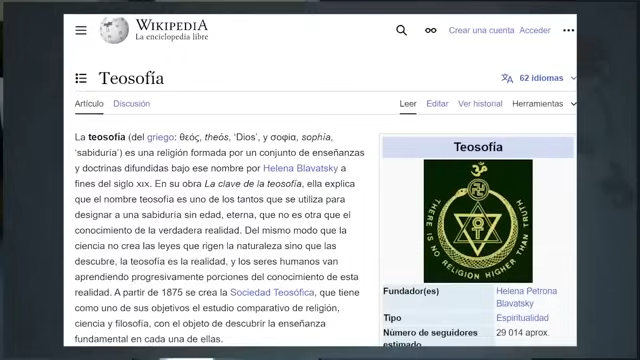 WIKIPEDIA
La enciclopedia libre
Crear una cuenta Acceder
Teosofía
62 idiomas
Artículo Discusión
Leer Editar Ver historial Herramientas
La teosofía (del griego: θεός, theós, ‘Dios’, y σοφία, sophía,
‘sabiduría’) es una religión formada por un conjunto de enseñanzas
y doctrinas difundidas bajo ese nombre por Helena Blavatsky a
fines del siglo XIX. En su obra La clave de la teosofía, ella explica
que el nombre teosofía es uno de los tantos que se utiliza para
designar a una sabiduría sin edad, eterna, que no es otra que el
conocimiento de la verdadera realidad. Del mismo modo que la
ciencia no crea las leyes que rigen la naturaleza sino que las
descubre, la teosofía es la realidad, y los seres humanos van
aprendiendo progresivamente porciones del conocimiento de esta
realidad. A partir de 1875 se crea la Sociedad Teosófica, que tiene
como uno de sus objetivos el estudio comparativo de religión,
ciencia y filosofía, con el objeto de descubrir la enseñanza
fundamental en cada una de ellas.
Teosofía
ॐ
THERE IS NO RELIGION HIGHER THAN TRUTH
Fundador(es) Helena Petrona
Blavatsky
Tipo Espiritualidad
Número de seguidores 29 014 aprox.
estimado